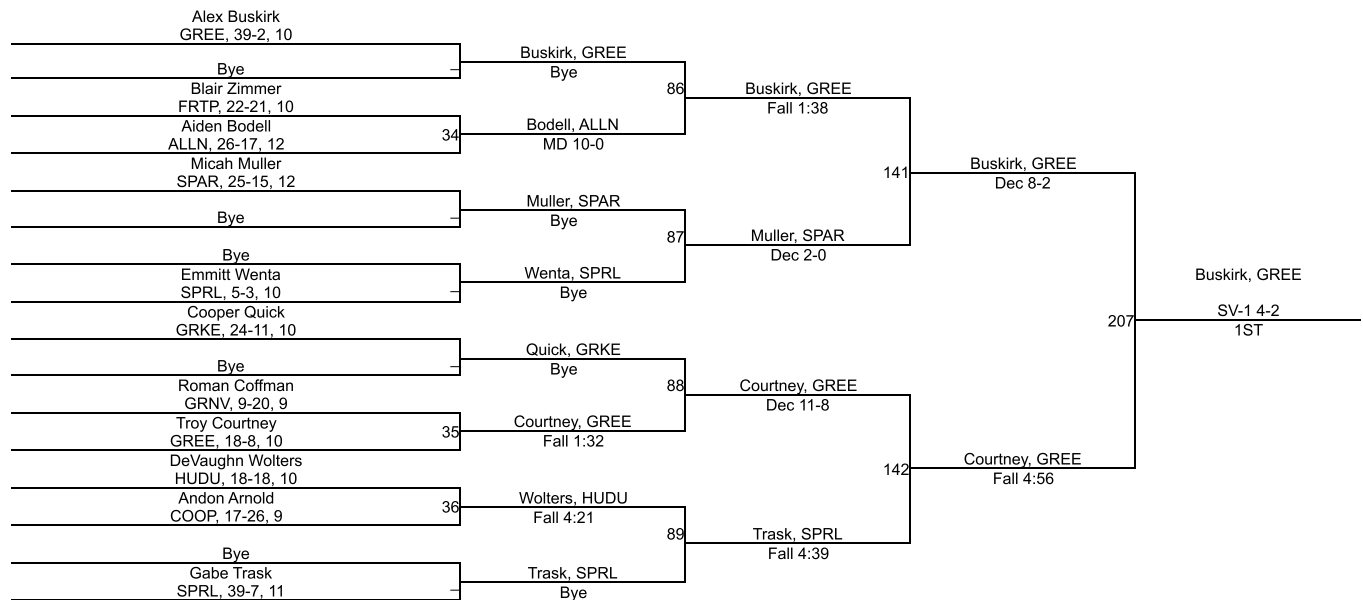 Alex Buskirk
GREE, 39-2, 10
Bye
Blair Zimmer
FRTP, 22-21, 10
Aiden Bodell
ALLN, 26-17, 12
Micah Muller
SPAR, 25-15, 12
Bye
Bye
Emmitt Wenta
SPRL, 5-3, 10
Cooper Quick
GRKE, 24-11, 10
Bye
Roman Coffman
GRNV, 9-20, 9
Troy Courtney
GREE, 18-8, 10
DeVaughn Wolters
HUDU, 18-18, 10
Andon Arnold
COOP, 17-26, 9
Bye
Gabe Trask
SPRL, 39-7, 11
–
34
–
–
–
35
36
–
Buskirk, GREE
Bye
Bodell, ALLN
MD 10-0
Muller, SPAR
Bye
Wenta, SPRL
Bye
Quick, GRKE
Bye
Courtney, GREE
Fall 1:32
Wolters, HUDU
Fall 4:21
Trask, SPRL
Bye
86
87
88
89
Buskirk, GREE
Fall 1:38
Muller, SPAR
Dec 2-0
Courtney, GREE
Dec 11-8
Trask, SPRL
Fall 4:39
141
142
Buskirk, GREE
Dec 8-2
Courtney, GREE
Fall 4:56
207
Buskirk, GREE
SV-1 4-2
1ST